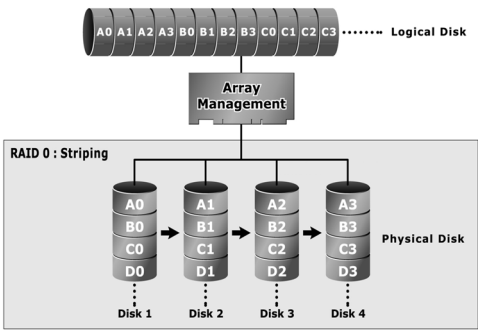 A0 A1 A2 A3 B0 B1 B2 B3 C0 C1 C2 C3 Logical Disk
Array
Management
RAID 0 : Striping
A0 A1 A2 A3
B0 B1 B2 B3
Physical Disk
C0 C1 C2 C3
D0 D1 D2 D3
Disk 1 Disk 2 Disk 3 Disk 4